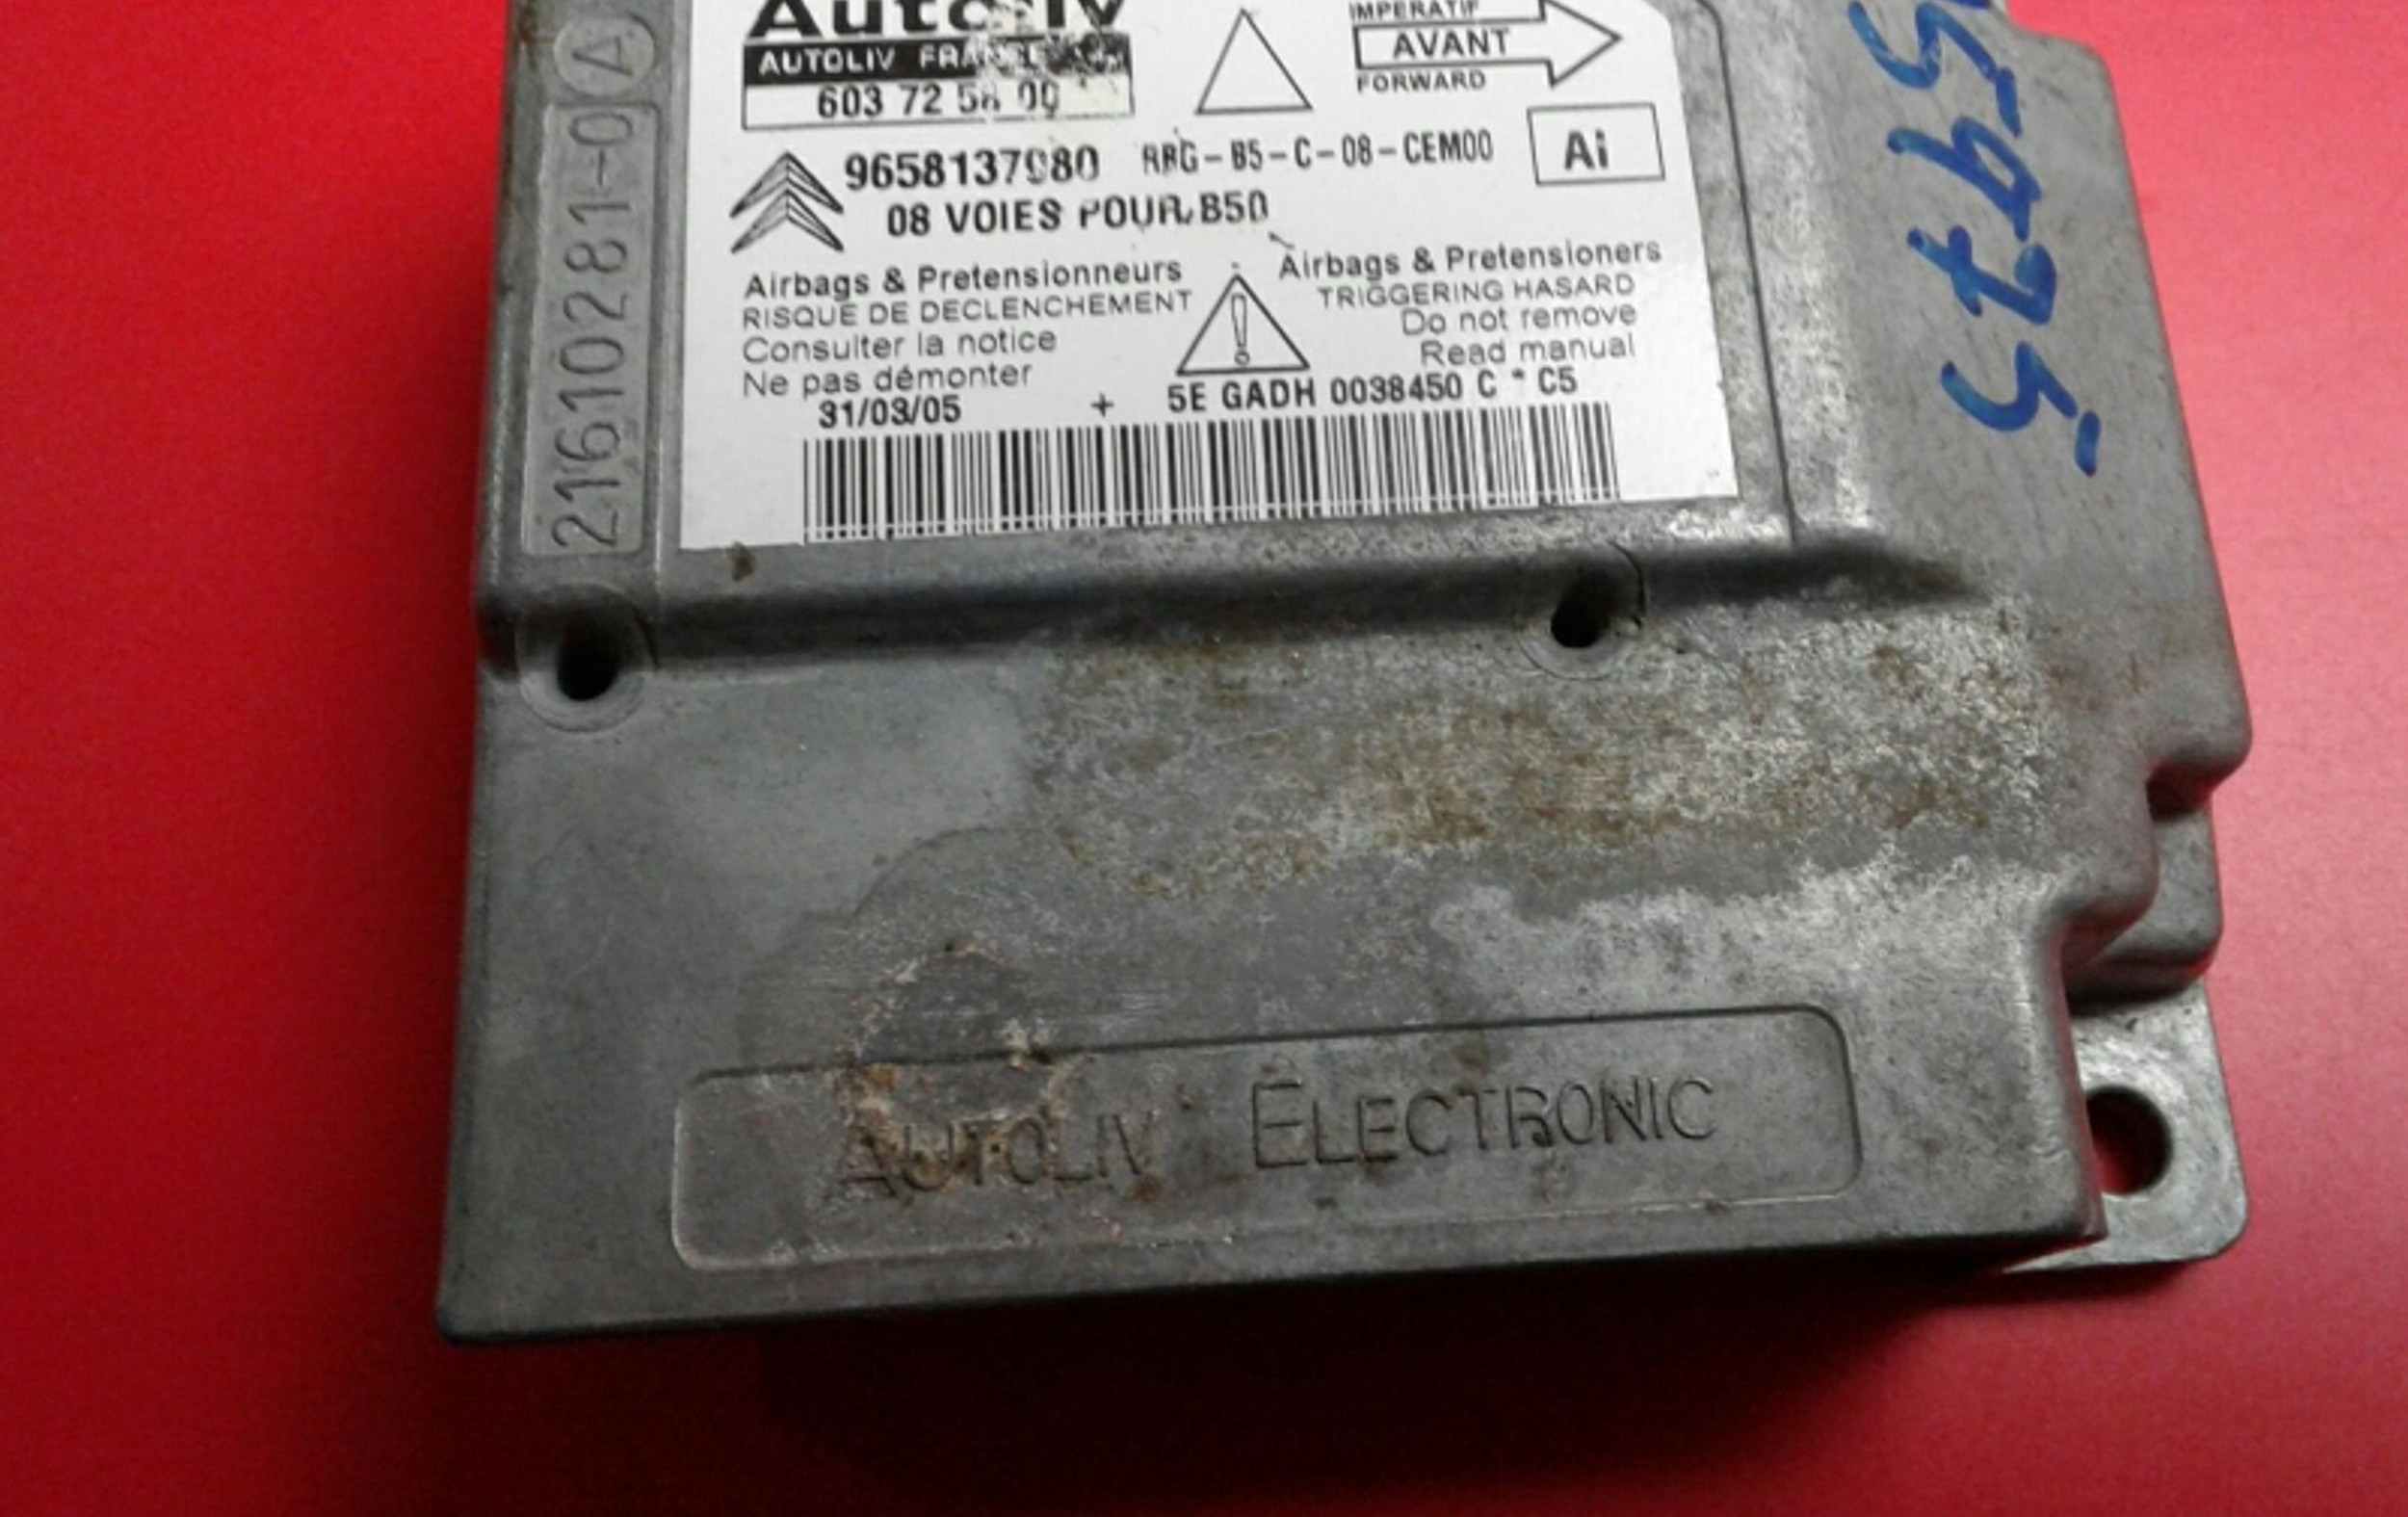 Autoliv
AUTOLIV FRANCE
603 72 58 00
IMPERATIF
AVANT
FORWARD
9658137980 RBG-B5-C-08-CEM00
Ai
08 VOIES POUR B50
Airbags & Pretensionneurs
RISQUE DE DECLENCHEMENT
Consulter la notice
Ne pas démonter
Airbags & Pretensioners
TRIGGERING HASARD
Do not remove
Read manual
31/03/05 + 5E GADH 0038450 C * C5
21610281-0 A
AUTOLIV ELECTRONIC